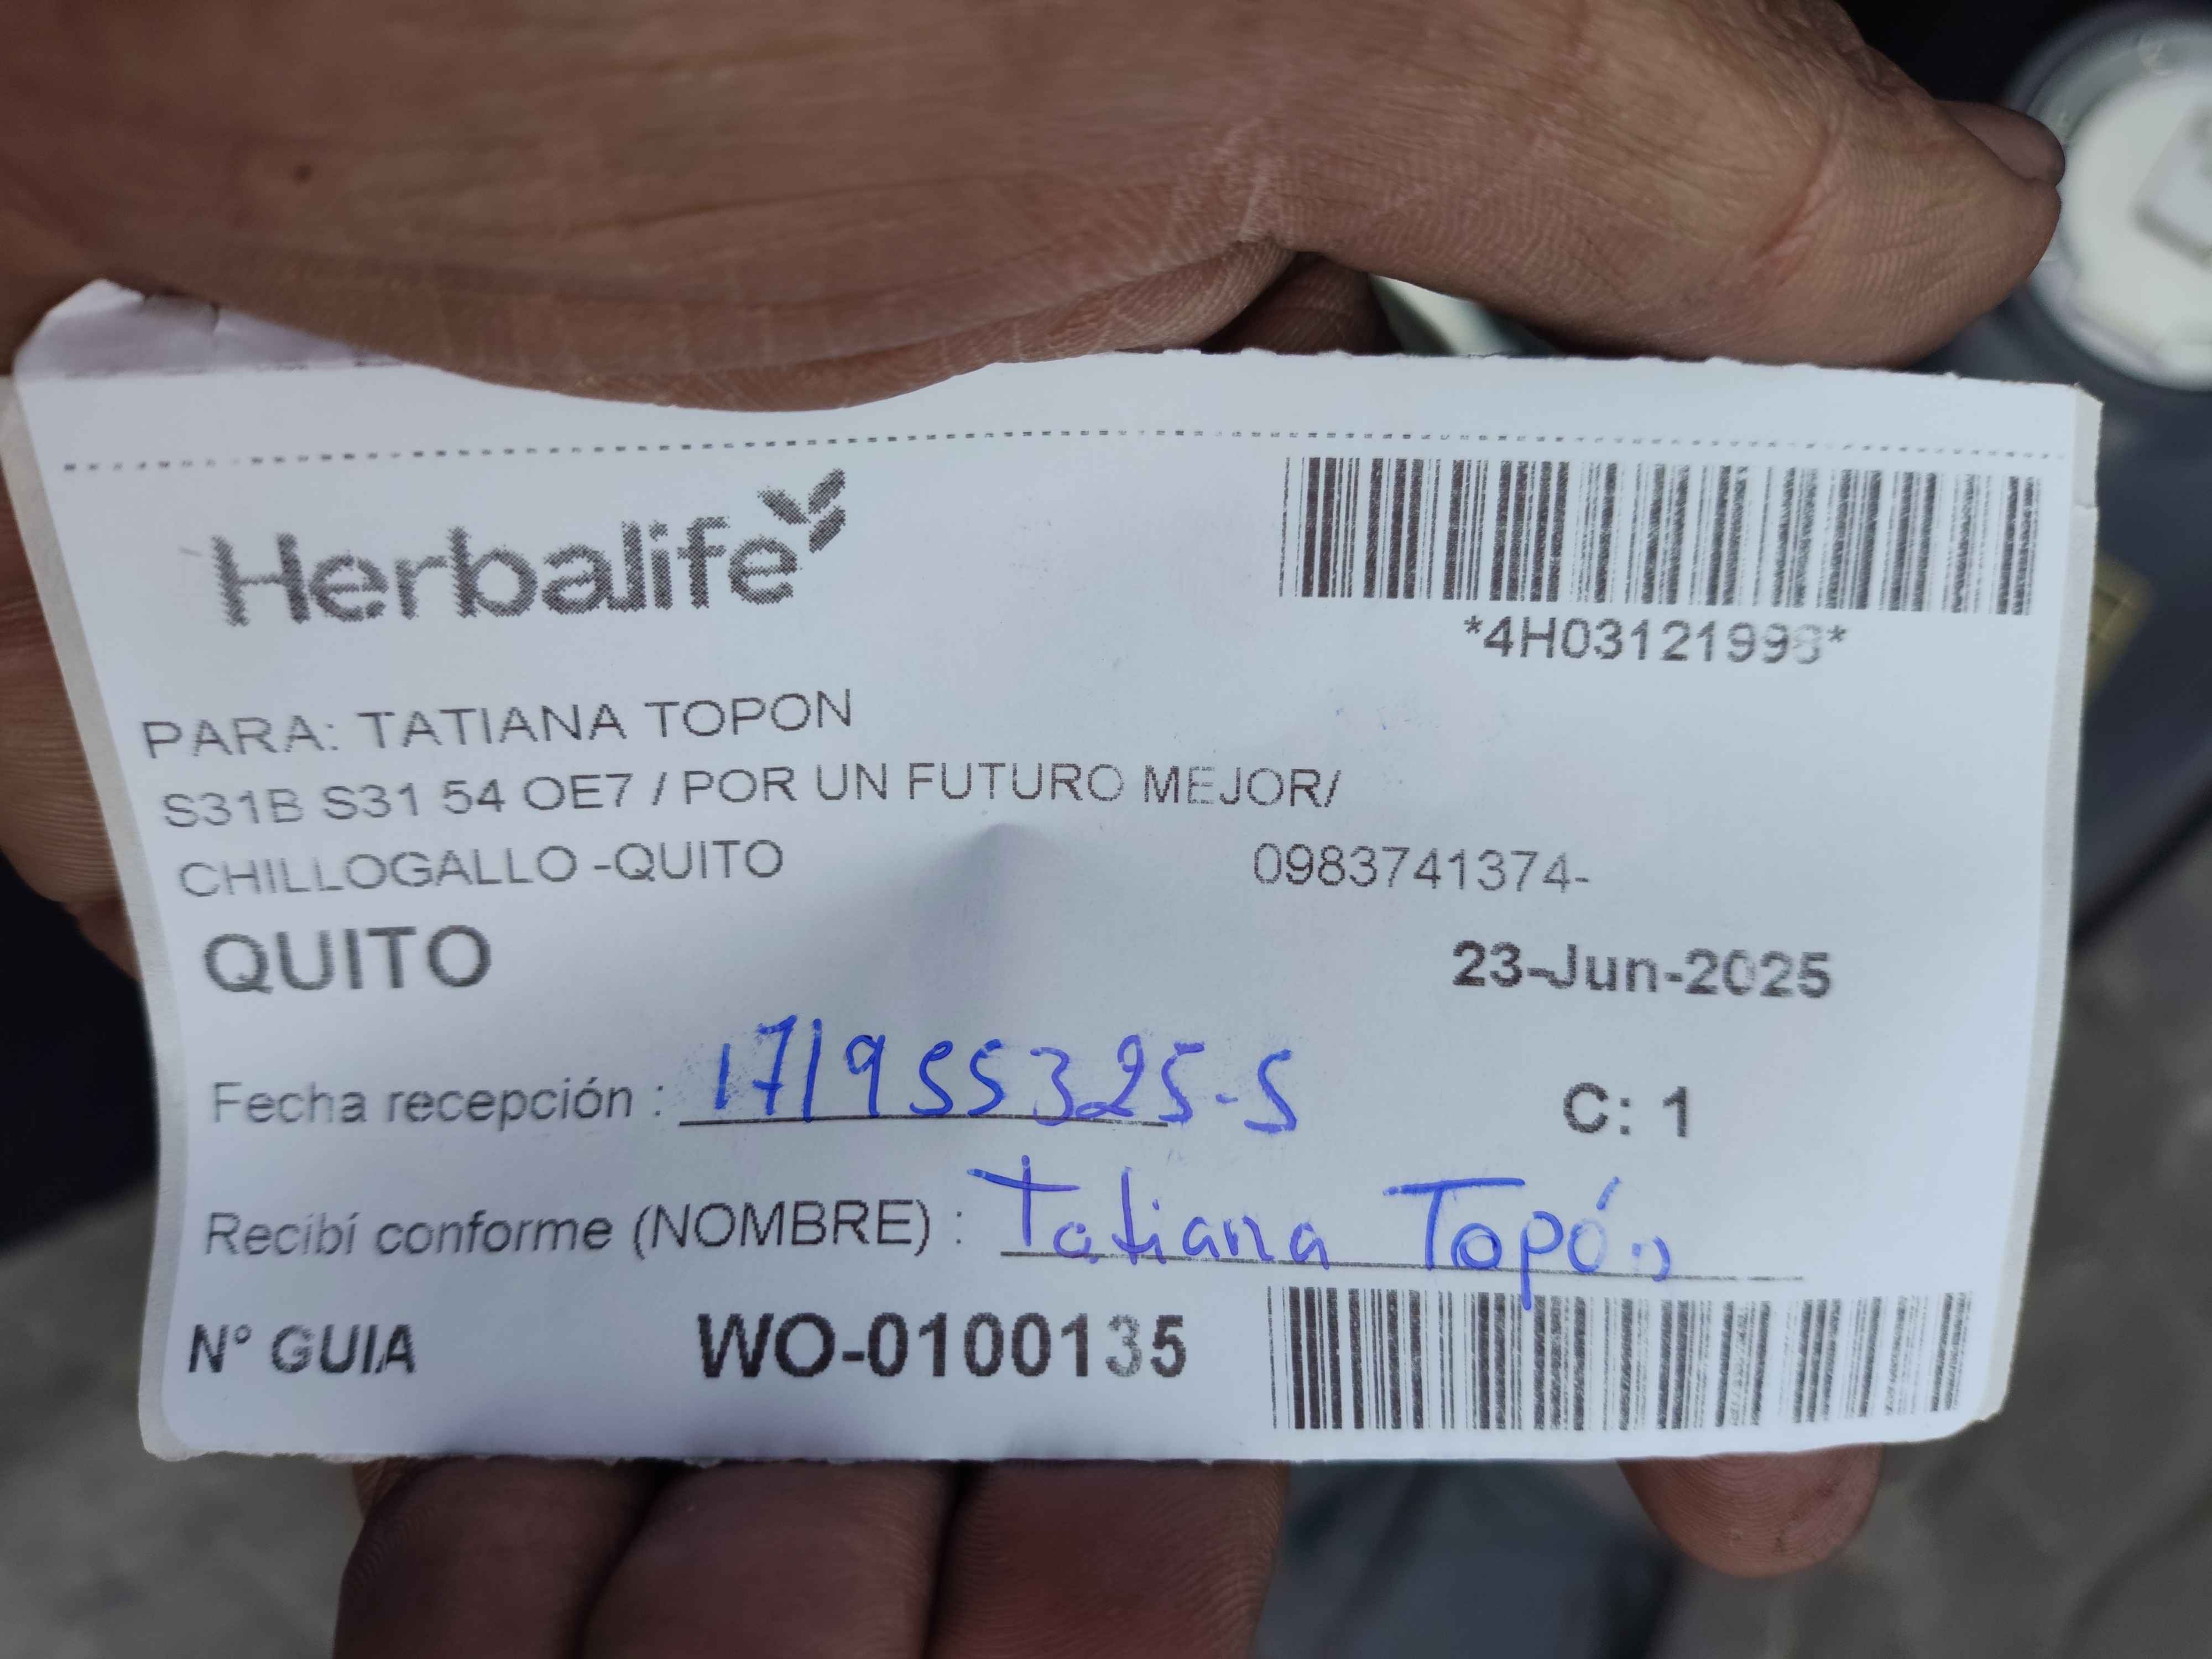 Herbalife
*4H03121998*
PARA: TATIANA TOPON
S31B S31 54 OE7 / POR UN FUTURO MEJOR/
CHILLOGALLO -QUITO 0983741374-
QUITO 23-Jun-2025
Fecha recepción : 171955325-5 C: 1
Recibí conforme (NOMBRE) : Tatiana Topón
N° GUIA WO-0100135